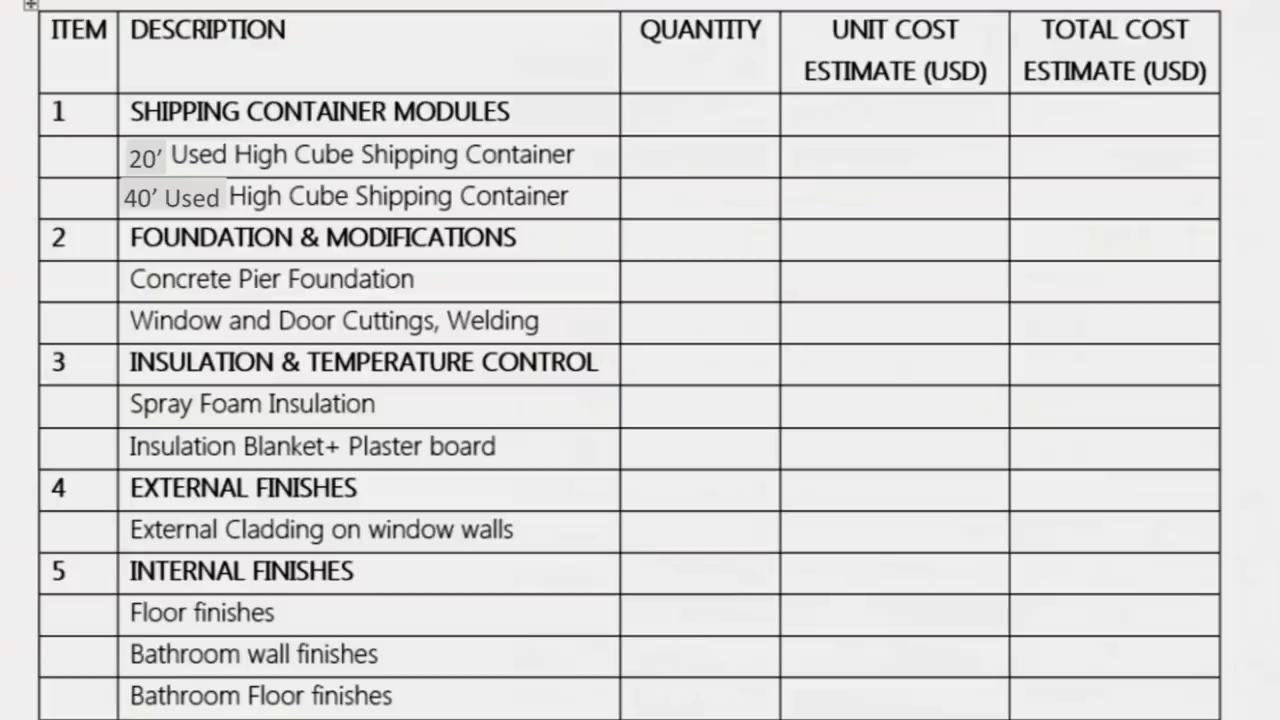 ITEM DESCRIPTION QUANTITY UNIT COST TOTAL COST
ESTIMATE (USD) ESTIMATE (USD)
1 SHIPPING CONTAINER MODULES
20’ Used High Cube Shipping Container
40’ Used High Cube Shipping Container
2 FOUNDATION & MODIFICATIONS
Concrete Pier Foundation
Window and Door Cuttings, Welding
3 INSULATION & TEMPERATURE CONTROL
Spray Foam Insulation
Insulation Blanket+ Plaster board
4 EXTERNAL FINISHES
External Cladding on window walls
5 INTERNAL FINISHES
Floor finishes
Bathroom wall finishes
Bathroom Floor finishes